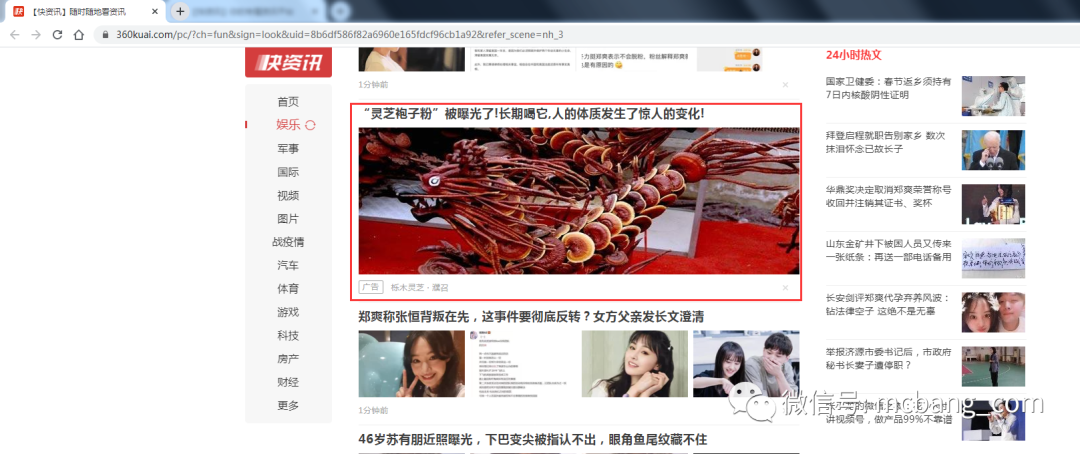 【快资讯】随时随地看资讯
360kuai.com/pc/?ch=fun&sign=look&uid=8b6df586f82a6960e165fdcf96cb1a92&refer_scene=nh_3
快资讯
首页
娱乐
军事
国际
视频
图片
战疫情
汽车
体育
游戏
科技
房产
财经
更多
1分钟前
“灵芝袍子粉”被曝光了!长期喝它,人的体质发生了惊人的变化!
广告 栎木灵芝 · 猴召
郑爽称张恒背叛在先，这事件要彻底反转？女方父亲发长文澄清
1分钟前
46岁苏有朋近照曝光，下巴变尖被指认不出，眼角鱼尾纹藏不住
24小时热文
国家卫健委：春节返乡须持有
7日内核酸阴性证明
拜登启程就职告别家乡 数次
抹泪怀念已故长子
华鼎奖决定取消郑爽荣誉称号
收回并注销其证书、奖杯
山东金矿井下被困人员又传来
一张纸条：再送一部电话备用
长安剑评郑爽代孕弃养风波：
钻法律空子 这绝不是无辜
举报济源市委书记后，市政府
秘书长妻子遭停职？
讲视频号，做产品99%不靠谱
微信号: mcbang_com